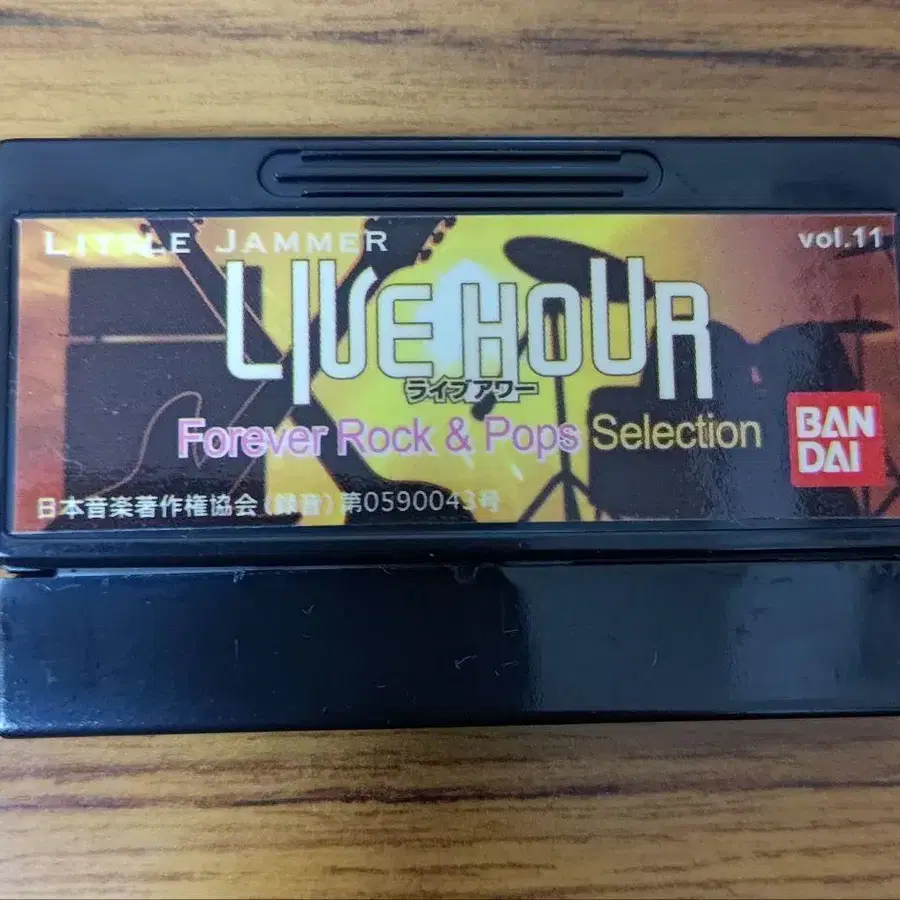 LITTLE JAMMER
vol.11
LIVE HOUR
ライブアワー
Forever Rock & Pops Selection
BAN
DAI
日本音楽著作権協会(録音)第0590043号